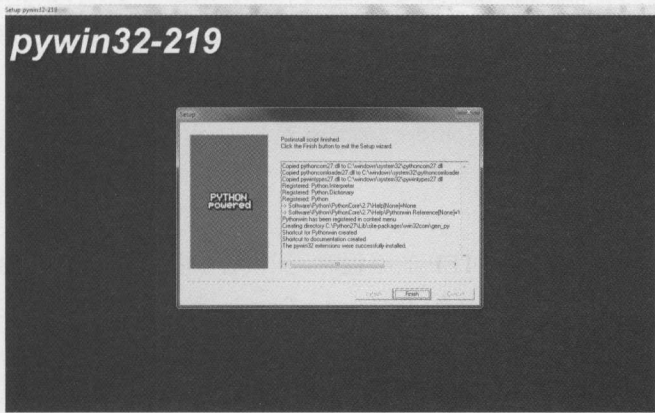 Setup pywin32-219
pywin32-219
Setup
Postinstall script finished.
Click the Finish button to exit the Setup wizard.
Copied pythoncom27.dll to C:\windows\system32\pythoncom27.dll
Copied pythoncomloader27.dll to C:\windows\system32\pythoncomloader
Copied pywintypes27.dll to C:\windows\system32\pywintypes27.dll
Registered: Python.Interpreter
Registered: Python.Dictionary
Registered: Python
-> Software\Python\PythonCore\2.7\Help[None]=None
-> Software\Python\PythonCore\2.7\Help\Pythonwin Reference[None]=
Pythonwin has been registered in context menu
Creating directory C:\Python27\Lib\site-packages\win32com\gen_py
Shortcut for Pythonwin created
Shortcut to documentation created
The pywin32 extensions were successfully installed.
PYTHON
Powered
Finish
Cancel